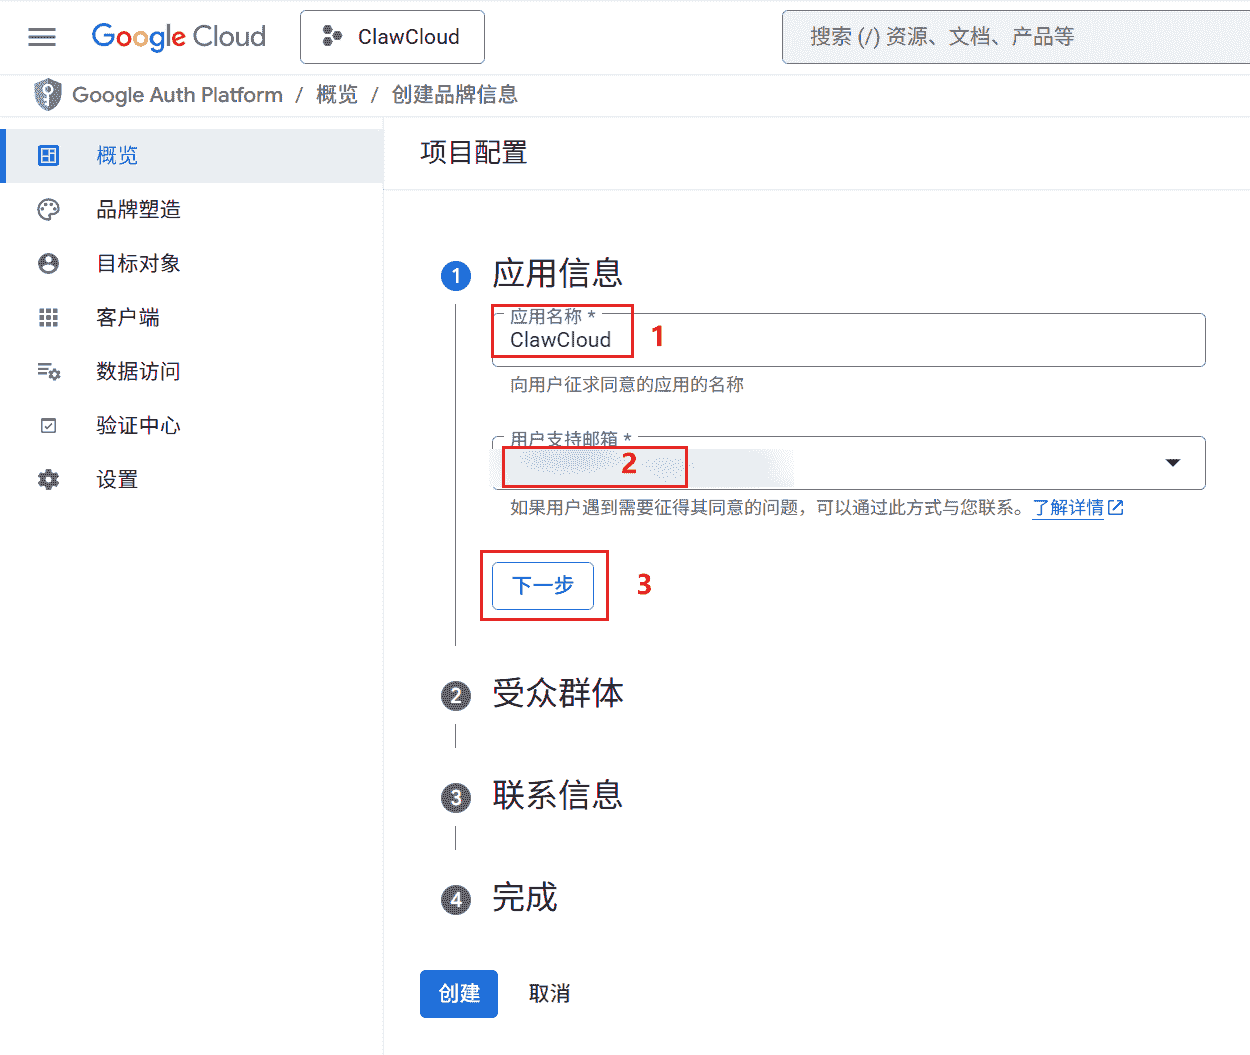 Google Cloud
ClawCloud
搜索 (/) 资源、文档、产品等
Google Auth Platform / 概览 / 创建品牌信息
概览
品牌塑造
目标对象
客户端
数据访问
验证中心
设置
项目配置
1 应用信息
应用名称 *
ClawCloud
1
向用户征求同意的应用的名称
用户支持邮箱 *
2
如果用户遇到需要征得其同意的问题，可以通过此方式与您联系。了解详情
下一步
3
2 受众群体
3 联系信息
4 完成
创建
取消